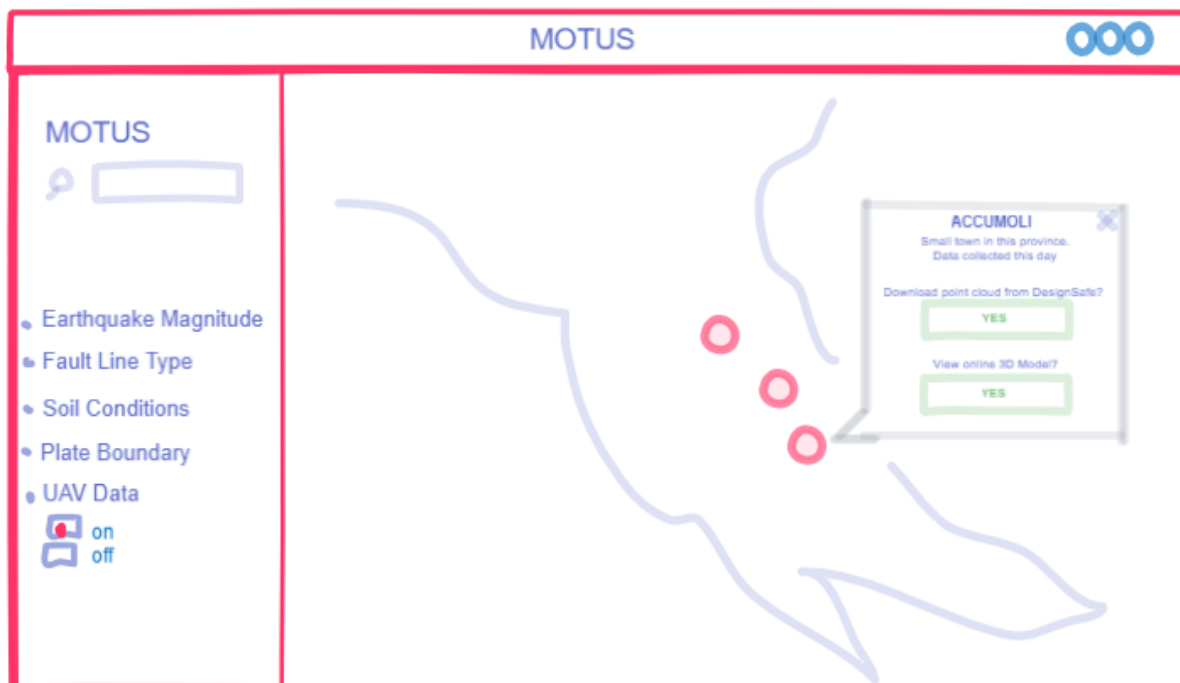 MOTUS
MOTUS
Earthquake Magnitude
Fault Line Type
Soil Conditions
Plate Boundary
UAV Data
on
off
ACCUMOLI
Small town in this province.
Data collected this day
Download point cloud from DesignSafe?
YES
View online 3D Model?
YES